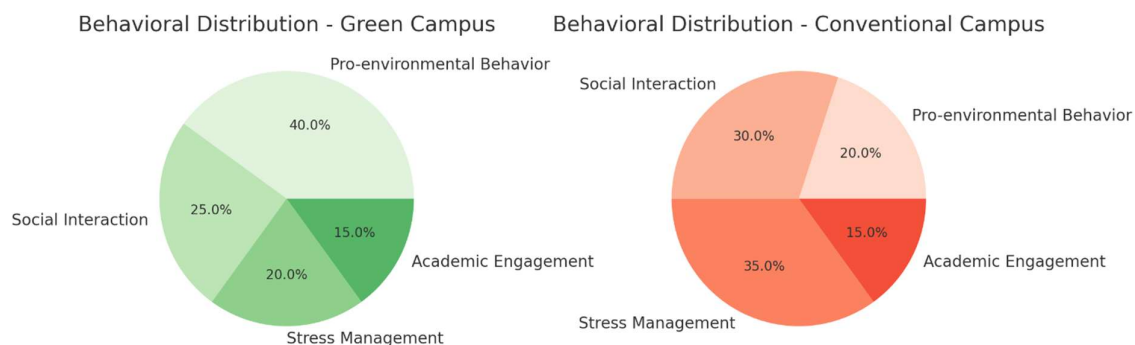 Behavioral Distribution - Green Campus
Pro-environmental Behavior
40.0%
Social Interaction
25.0%
20.0%
15.0%
Academic Engagement
Stress Management
Behavioral Distribution - Conventional Campus
Social Interaction
30.0%
Pro-environmental Behavior
20.0%
35.0%
15.0%
Academic Engagement
Stress Management